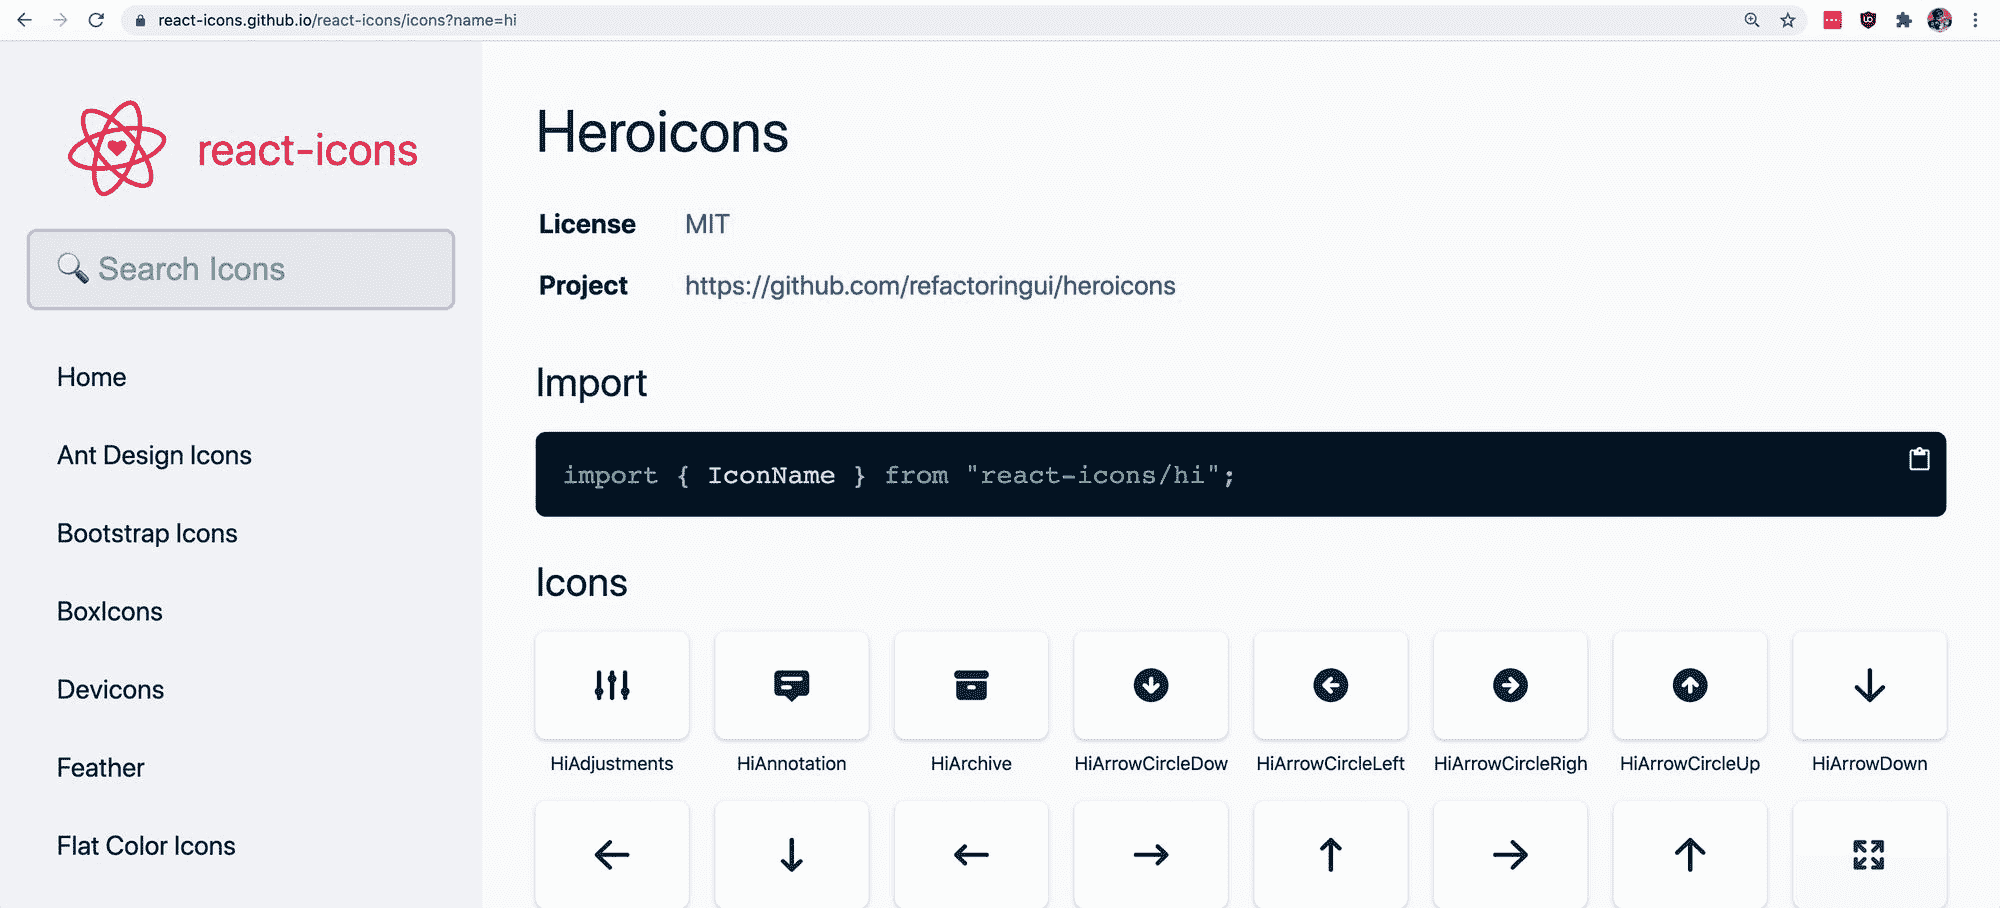 react-icons.github.io/react-icons/icons?name=hi
react-icons
Search Icons
Home
Ant Design Icons
Bootstrap Icons
BoxIcons
Devicons
Feather
Flat Color Icons
Heroicons
License MIT
Project https://github.com/refactoringui/heroicons
Import
import { IconName } from "react-icons/hi";
Icons
HiAdjustments HiAnnotation HiArchive HiArrowCircleDow HiArrowCircleLeft HiArrowCircleRigh HiArrowCircleUp HiArrowDown